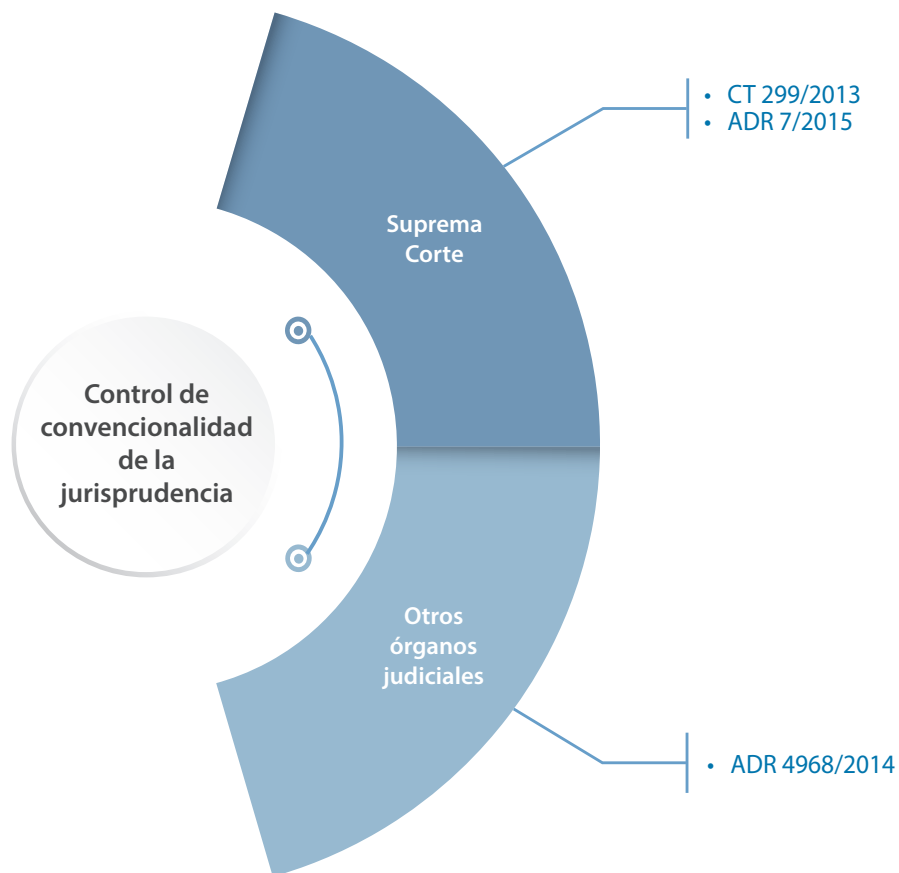 Control de
convencionalidad
de la
jurisprudencia
Suprema
Corte
• CT 299/2013
• ADR 7/2015
Otros
órganos
judiciales
• ADR 4968/2014